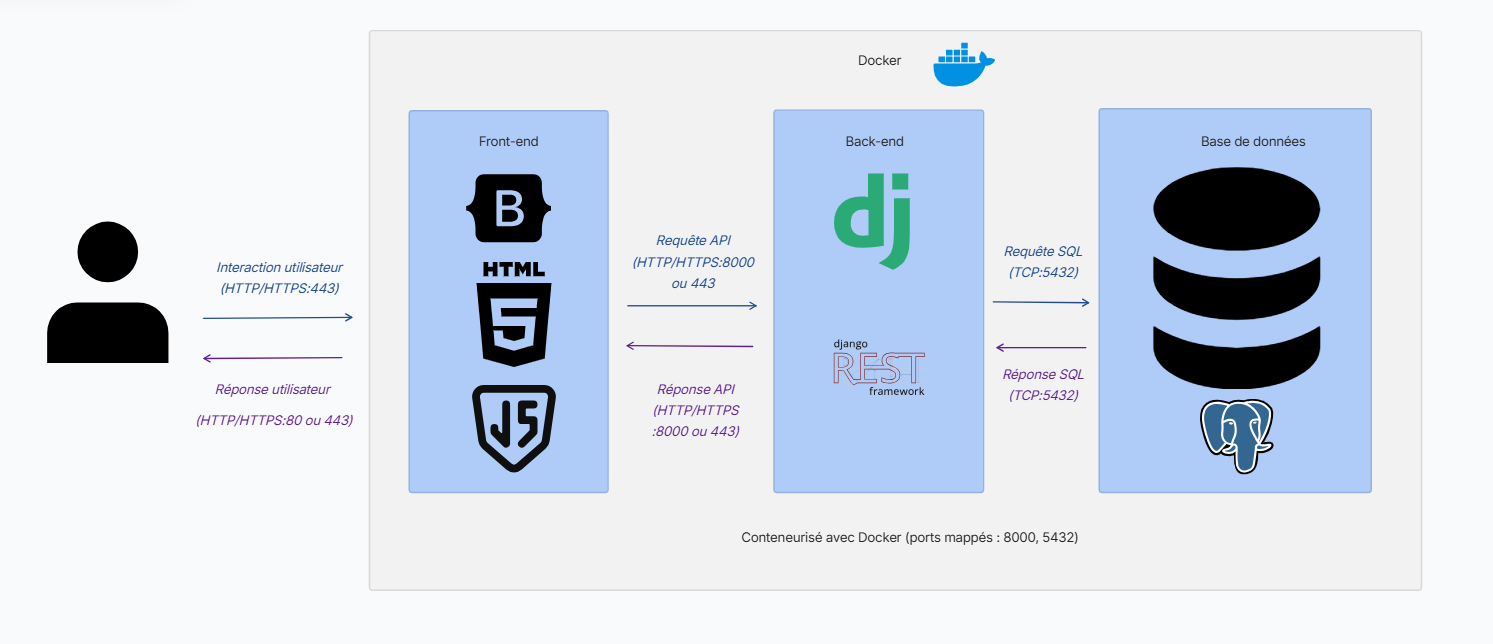 Docker
Front-end
B
HTML
5
JS
Back-end
dj
django
REST
framework
Base de données
Interaction utilisateur
(HTTP/HTTPS:443)
Réponse utilisateur
(HTTP/HTTPS:80 ou 443)
Requête API
(HTTP/HTTPS:8000
ou 443
Réponse API
(HTTP/HTTPS
:8000 ou 443)
Requête SQL
(TCP:5432)
Réponse SQL
(TCP:5432)
Conteneurisé avec Docker (ports mappés : 8000, 5432)